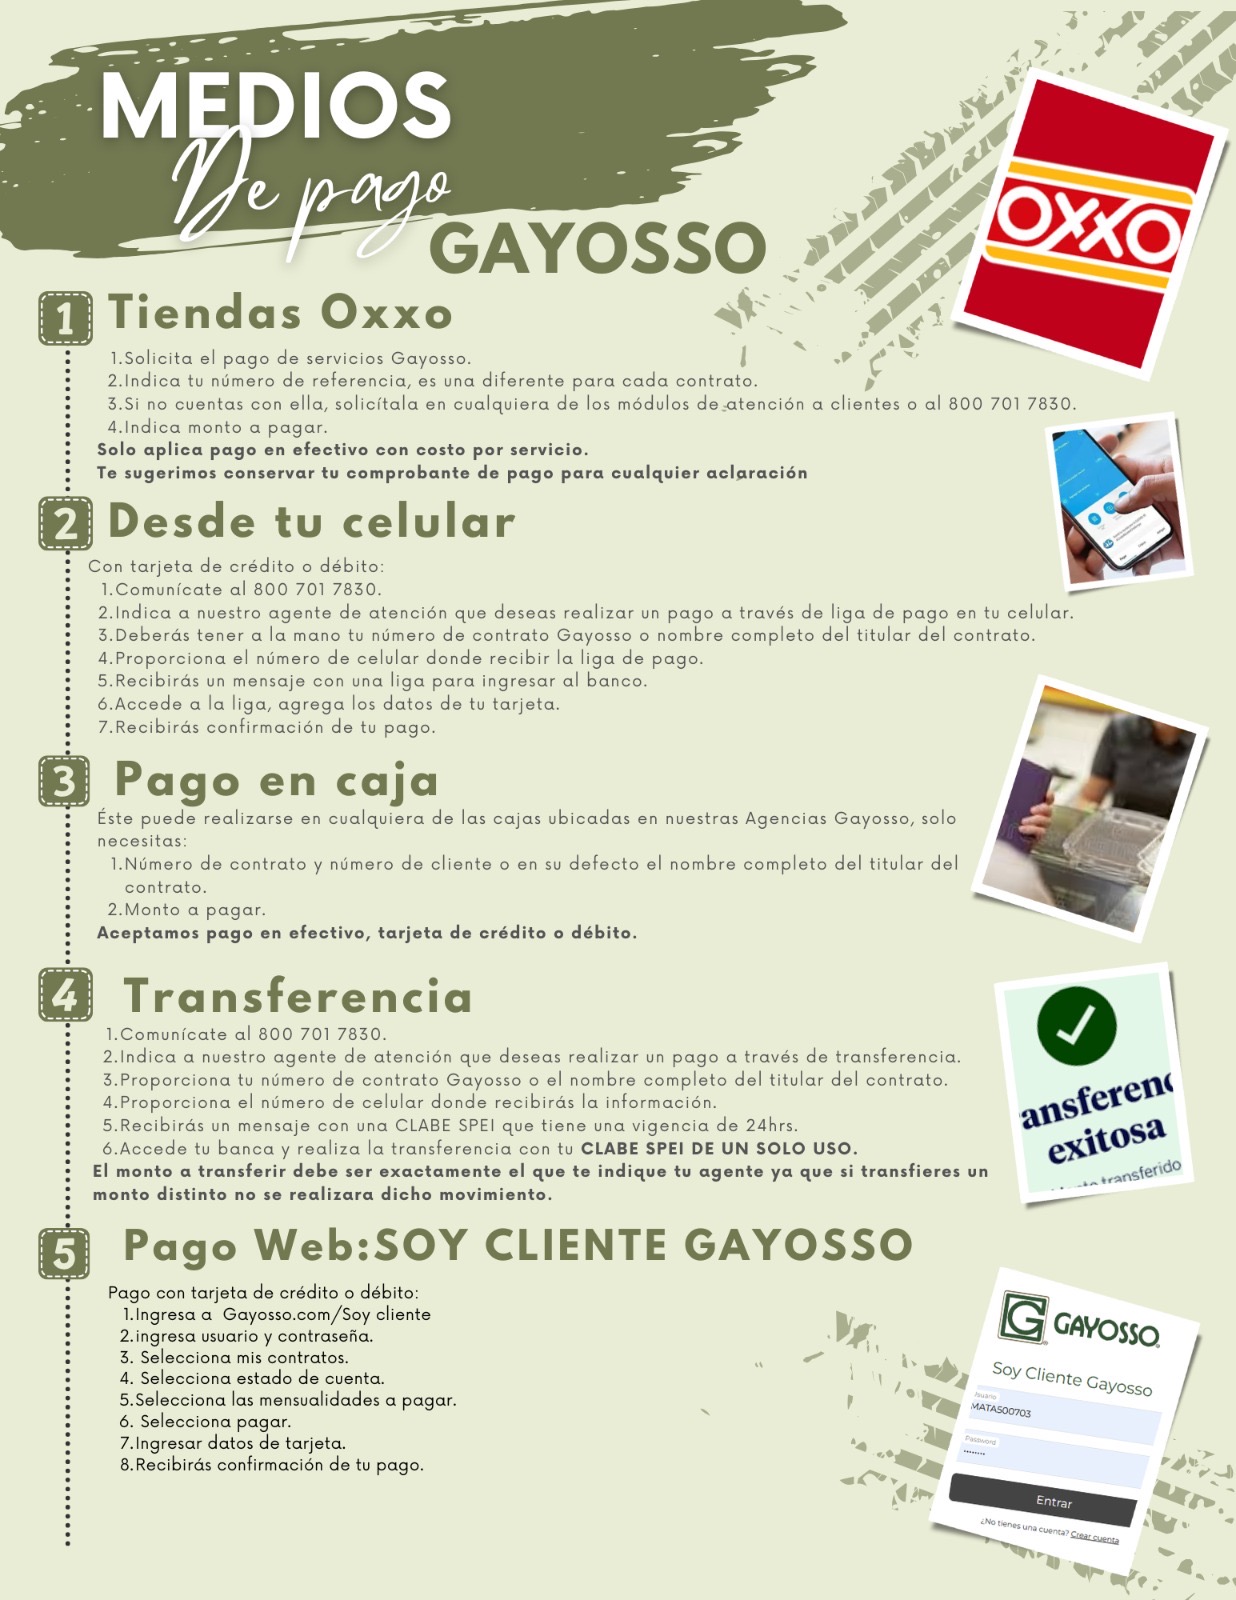 MEDIOS
De pago
GAYOSSO
OXXO
1 Tiendas Oxxo
1.Solicita el pago de servicios Gayosso.
2.Indica tu número de referencia, es una diferente para cada contrato.
3.Si no cuentas con ella, solicítala en cualquiera de los módulos de atención a clientes o al 800 701 7830.
4.Indica monto a pagar.
Solo aplica pago en efectivo con costo por servicio.
Te sugerimos conservar tu comprobante de pago para cualquier aclaración
2 Desde tu celular
Con tarjeta de crédito o débito:
1.Comunícate al 800 701 7830.
2.Indica a nuestro agente de atención que deseas realizar un pago a través de liga de pago en tu celular.
3.Deberás tener a la mano tu número de contrato Gayosso o nombre completo del titular del contrato.
4.Proporciona el número de celular donde recibir la liga de pago.
5.Recibirás un mensaje con una liga para ingresar al banco.
6.Accede a la liga, agrega los datos de tu tarjeta.
7.Recibirás confirmación de tu pago.
3 Pago en caja
Éste puede realizarse en cualquiera de las cajas ubicadas en nuestras Agencias Gayosso, solo
necesitas:
1.Número de contrato y número de cliente o en su defecto el nombre completo del titular del
contrato.
2.Monto a pagar.
Aceptamos pago en efectivo, tarjeta de crédito o débito.
4 Transferencia
1.Comunícate al 800 701 7830.
2.Indica a nuestro agente de atención que deseas realizar un pago a través de transferencia.
3.Proporciona tu número de contrato Gayosso o el nombre completo del titular del contrato.
4.Proporciona el número de celular donde recibirás la información.
5.Recibirás un mensaje con una CLABE SPEI que tiene una vigencia de 24hrs.
6.Accede tu banca y realiza la transferencia con tu CLABE SPEI DE UN SOLO USO.
El monto a transferir debe ser exactamente el que te indique tu agente ya que si transfieres un
monto distinto no se realizara dicho movimiento.
ansferenc
exitosa
transferido
5 Pago Web:SOY CLIENTE GAYOSSO
Pago con tarjeta de crédito o débito:
1.Ingresa a Gayosso.com/Soy cliente
2.ingresa usuario y contraseña.
3. Selecciona mis contratos.
4. Selecciona estado de cuenta.
5.Selecciona las mensualidades a pagar.
6. Selecciona pagar.
7.Ingresar datos de tarjeta.
8.Recibirás confirmación de tu pago.
G GAYOSSO
Soy Cliente Gayosso
Usuario
MATA500703
Password
Entrar
¿No tienes una cuenta? Crear cuenta